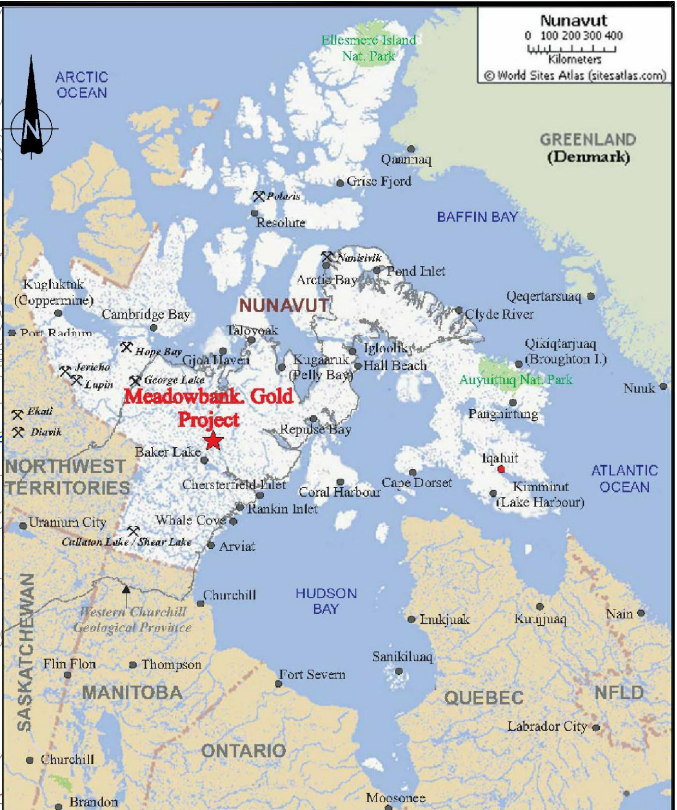 Nunavut
0 100 200 300 400
Kilometers
© World Sites Atlas (sitesatlas.com)
Ellesmere Island
Nat. Park
ARCTIC
OCEAN
N
GREENLAND
(Denmark)
Qaannaq
Grise Fjord
Polaris
Resolute
BAFFIN BAY
Nanisivik
Arctic Bay
Pond Inlet
Kugluktuk
(Coppermine)
NUNAVUT
Qeqertarsuaq
Cambridge Bay
Clyde River
Port Radium
Taloyoak
Hope Bay
Gjoa Haven
Igloolik
Qikiqtarjuaq
(Broughton I.)
Kugaaruk
(Pelly Bay)
Hall Beach
Jericho
Lupin
George Lake
Auyuittuq Nat. Park
Nuuk
Meadowbank Gold
Project
Ekati
Diavik
Pangnirtung
Repulse Bay
Baker Lake
Iqaluit
NORTHWEST
TERRITORIES
Chersterfield Inlet
Coral Harbour
Cape Dorset
Kimmirut
(Lake Harbour)
ATLANTIC
OCEAN
Rankin Inlet
Uranium City
Whale Cove
Cullaton Lake / Shear Lake
Arviat
HUDSON
BAY
Churchill
Western Churchill
Geological Province
Inukjuak
Kuujjuaq
Nain
SASKATCHEWAN
Sanikiluaq
Flin Flon
Thompson
Fort Severn
MANITOBA
QUEBEC
NFLD
Labrador City
ONTARIO
Churchill
Moosonee
Brandon